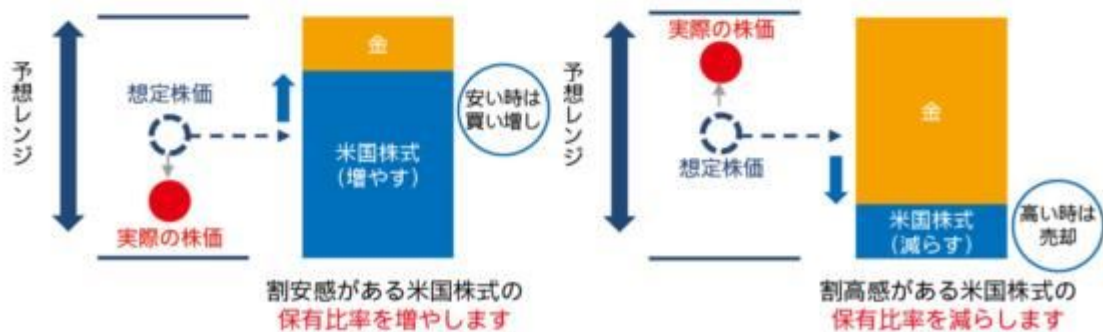 予想レンジ
想定株価
実際の株価
金
米国株式
(増やす)
安い時は
買い増し
割安感がある米国株式の
保有比率を増やします
予想レンジ
実際の株価
想定株価
金
米国株式
(減らす)
高い時は
売却
割高感がある米国株式の
保有比率を減らします